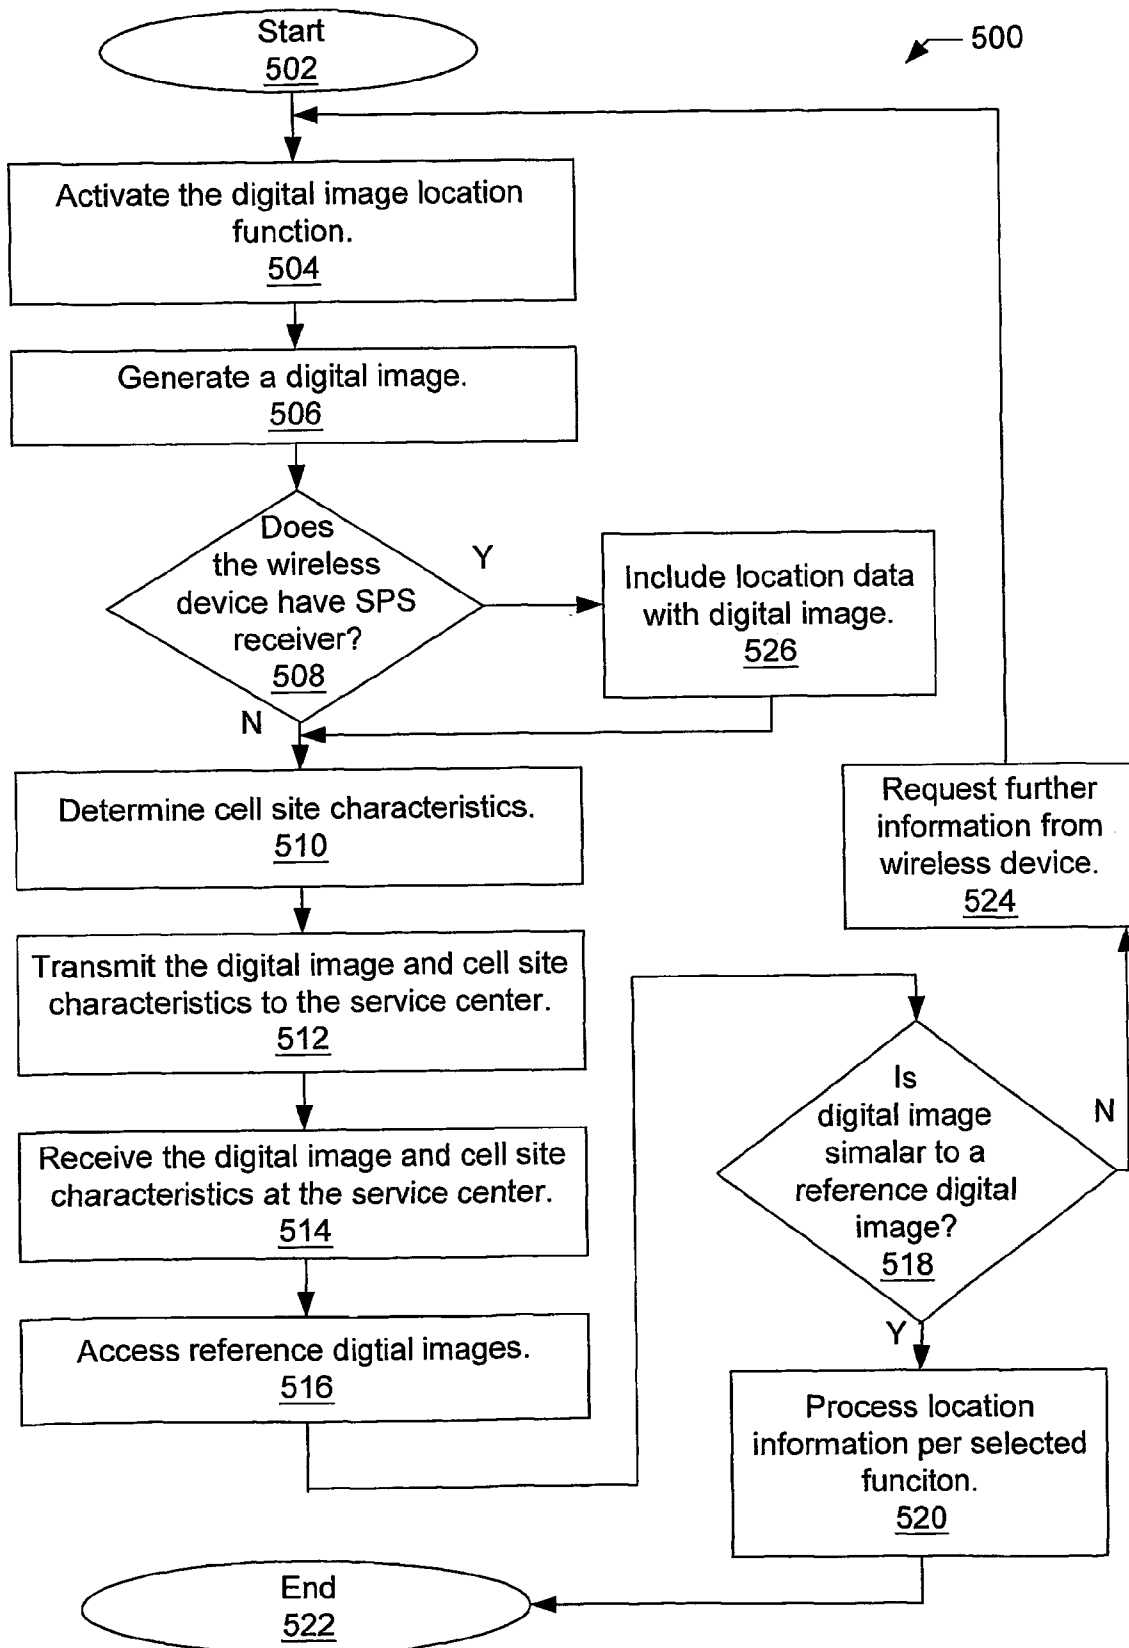 Start
502
500
Activate the digital image location
function.
504
Generate a digital image.
506
Does
the wireless
device have SPS
receiver?
508
Y
N
Include location data
with digital image.
526
Determine cell site characteristics.
510
Transmit the digital image and cell site
characteristics to the service center.
512
Receive the digital image and cell site
characteristics at the service center.
514
Access reference digtial images.
516
Is
digital image
simalar to a
reference digital
image?
518
N
Y
Request further
information from
wireless device.
524
Process location
information per selected
funciton.
520
End
522